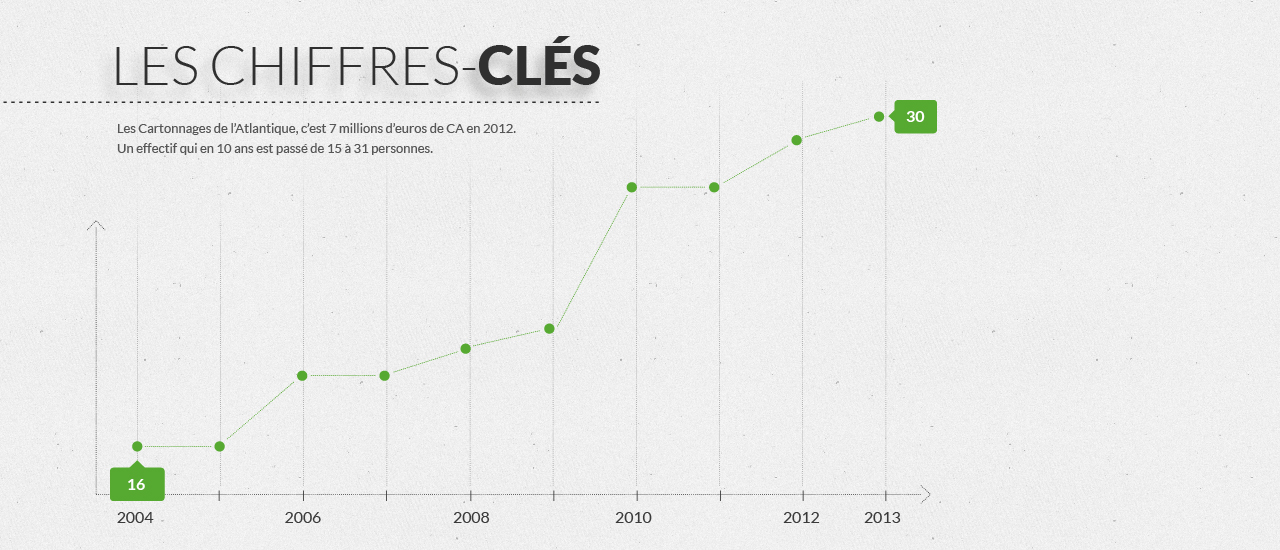 LES CHIFFRES-CLÉS
Les Cartonnages de l'Atlantique, c'est 7 millions d'euros de CA en 2012.
Un effectif qui en 10 ans est passé de 15 à 31 personnes.
30
16
2004 2006 2008 2010 2012 2013